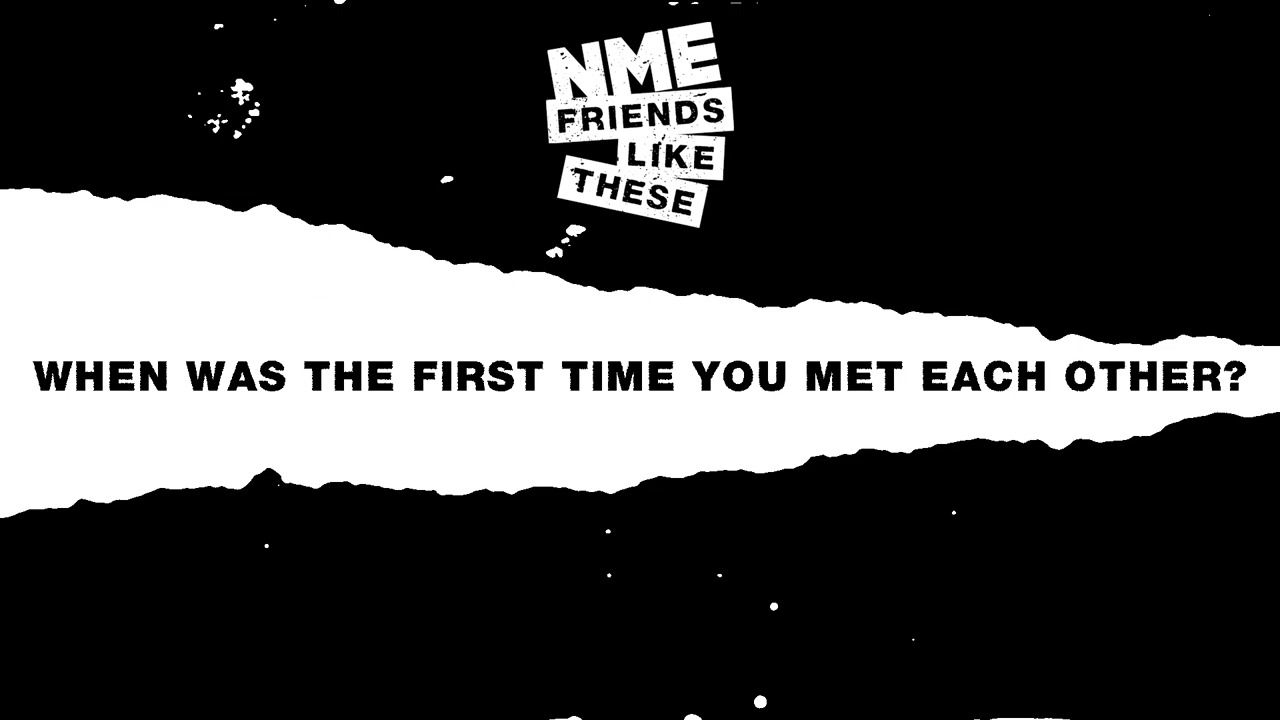 NME
FRIENDS
LIKE
THESE
WHEN WAS THE FIRST TIME YOU MET EACH OTHER?